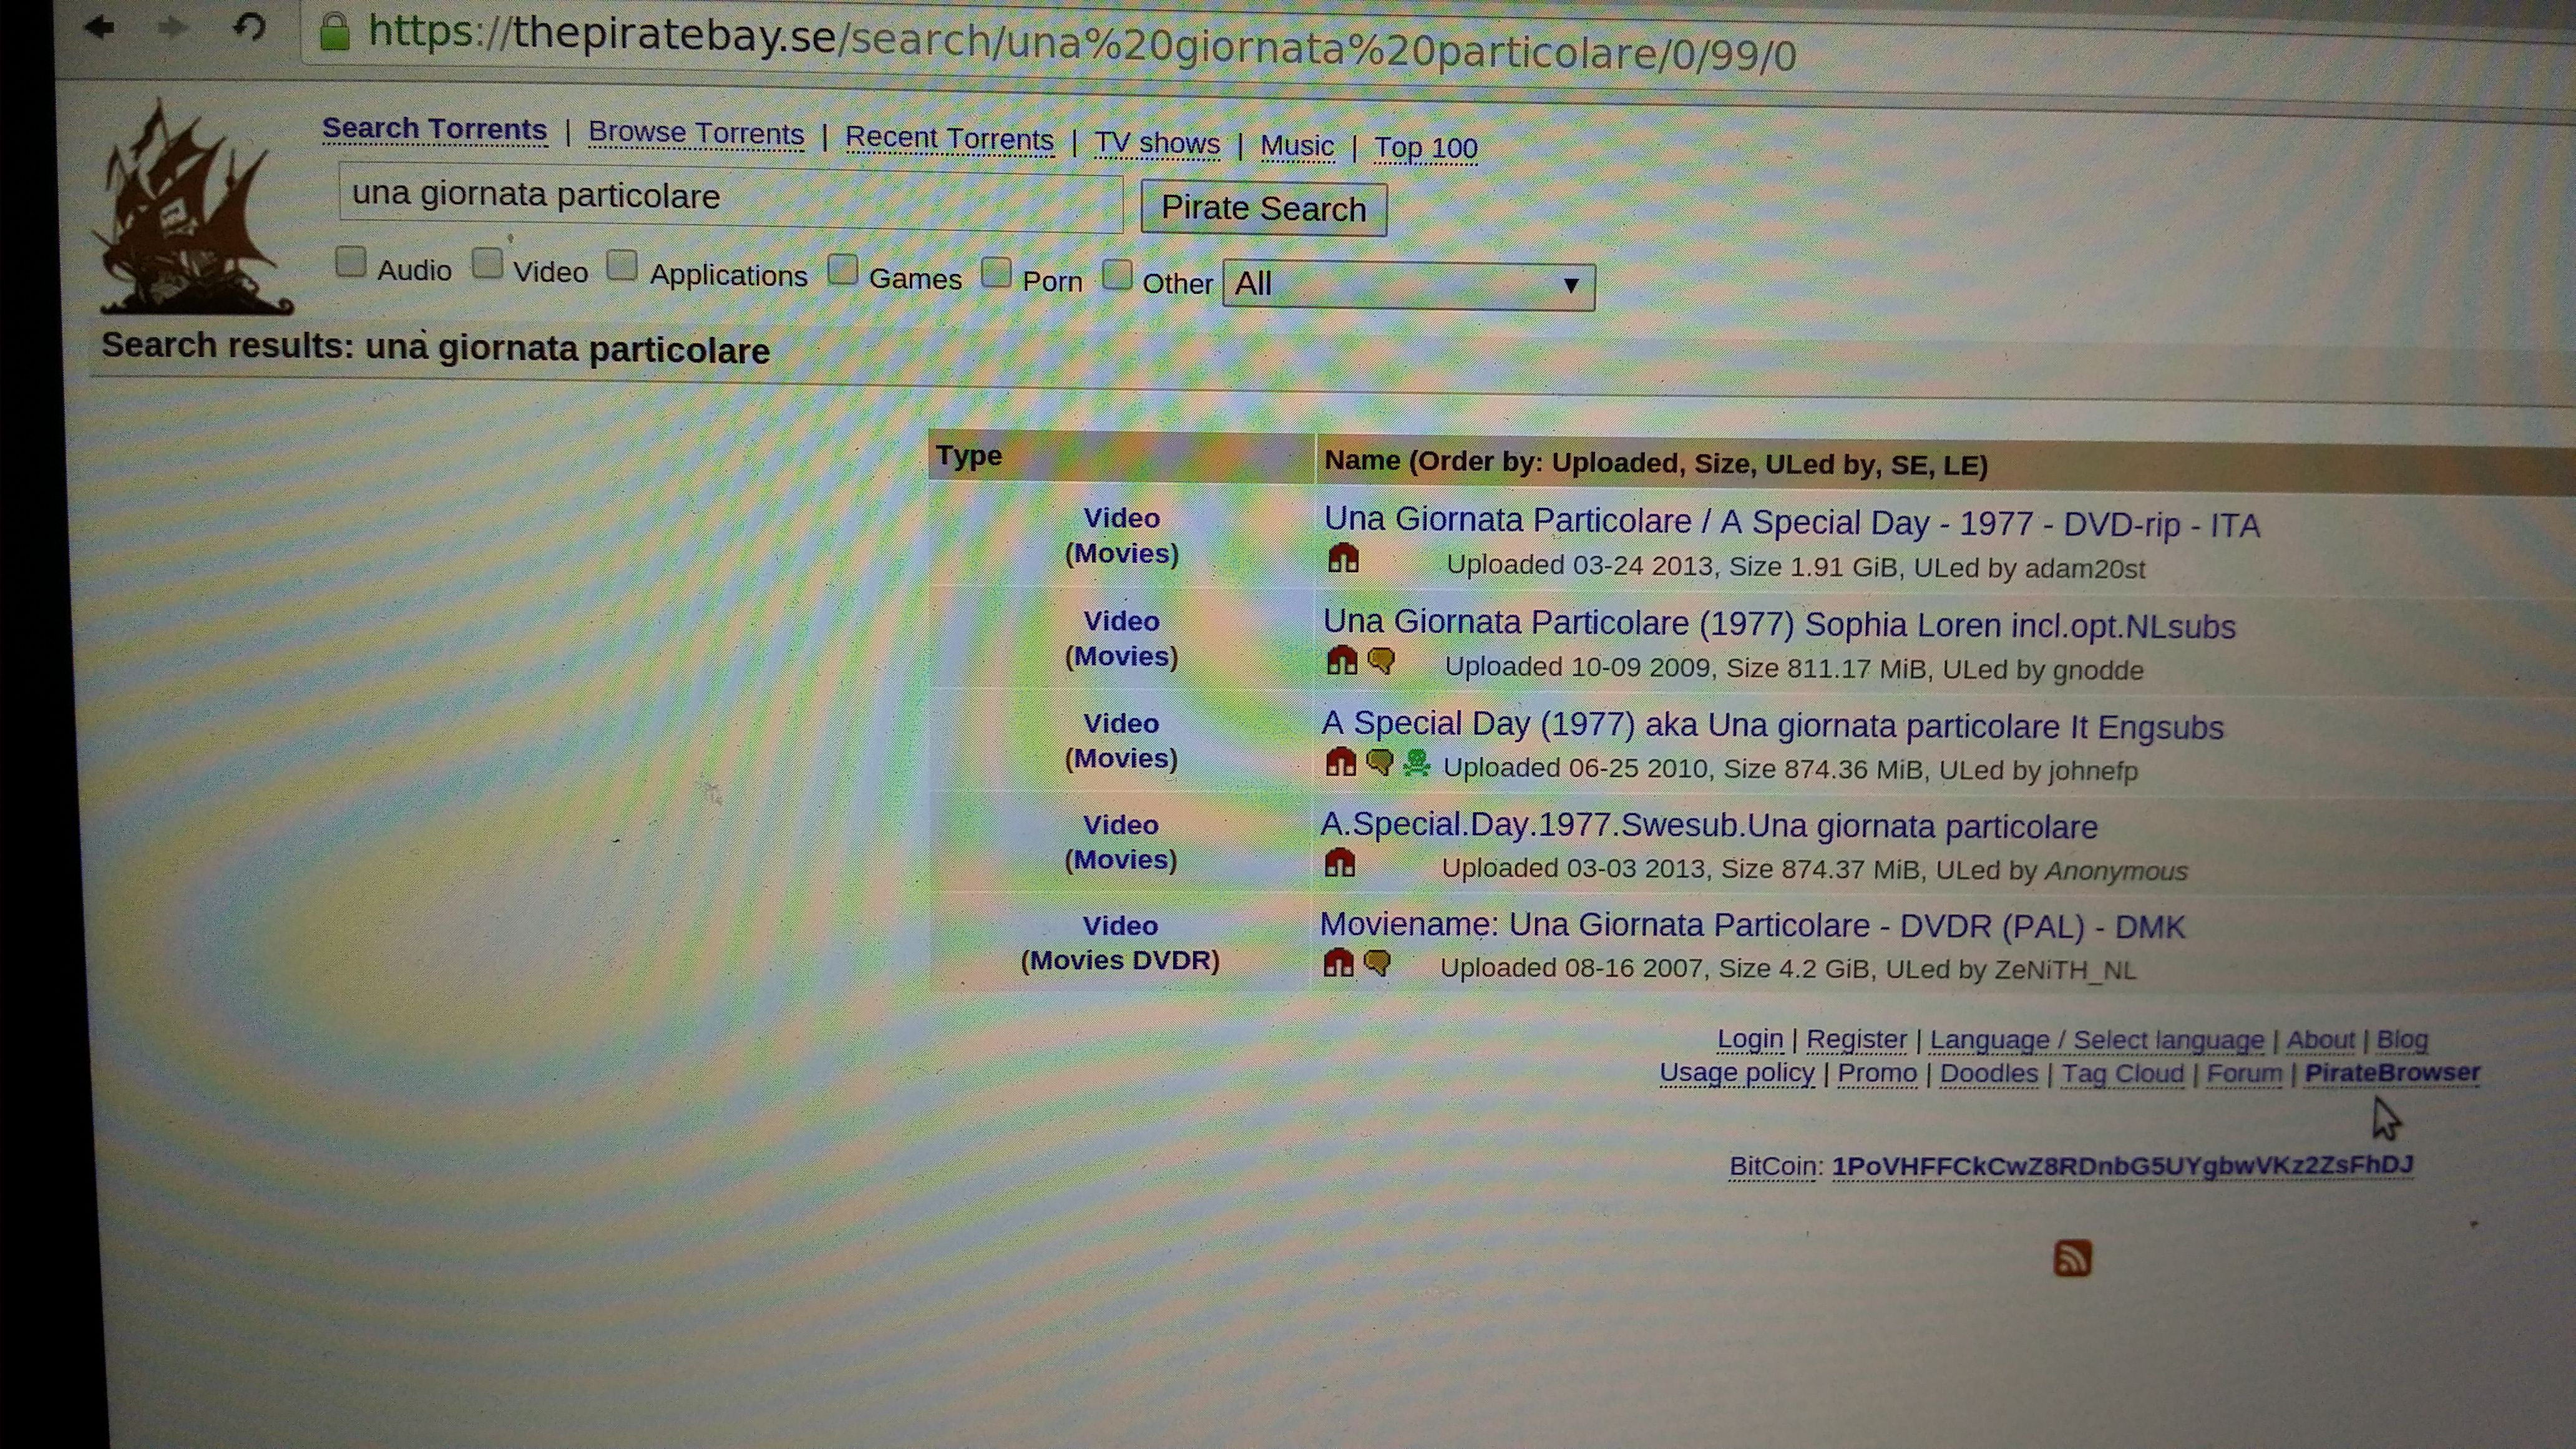 https://thepiratebay.se/search/una%20giornata%20particolare/0/99/0
Search Torrents | Browse Torrents | Recent Torrents | TV shows | Music | Top 100
una giornata particolare Pirate Search
Audio Video Applications Games Porn Other All
Search results: una giornata particolare
Type Name (Order by: Uploaded, Size, ULed by, SE, LE)
Video
(Movies)
Una Giornata Particolare / A Special Day - 1977 - DVD-rip - ITA
Uploaded 03-24 2013, Size 1.91 GiB, ULed by adam20st
Video
(Movies)
Una Giornata Particolare (1977) Sophia Loren incl.opt.NLsubs
Uploaded 10-09 2009, Size 811.17 MiB, ULed by gnodde
Video
(Movies)
A Special Day (1977) aka Una giornata particolare It Engsubs
Uploaded 06-25 2010, Size 874.36 MiB, ULed by johnefp
Video
(Movies)
A.Special.Day.1977.Swesub.Una giornata particolare
Uploaded 03-03 2013, Size 874.37 MiB, ULed by Anonymous
Video
(Movies DVDR)
Moviename: Una Giornata Particolare - DVDR (PAL) - DMK
Uploaded 08-16 2007, Size 4.2 GiB, ULed by ZeNiTH_NL
Login | Register | Language / Select language | About | Blog
Usage policy | Promo | Doodles | Tag Cloud | Forum | PirateBrowser
BitCoin: 1PoVHFFCkCwZ8RDnbG5UYgbwVKz2ZsFhDJ